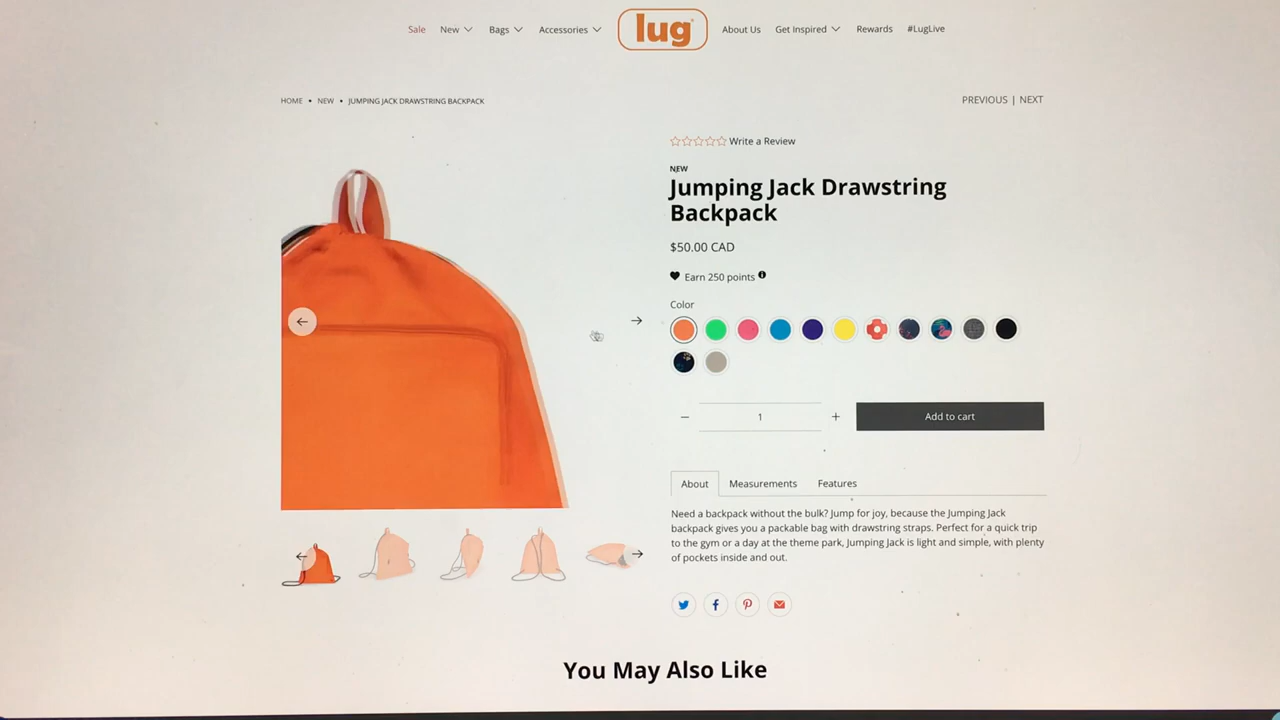 Sale New Bags Accessories lug About Us Get Inspired Rewards #LugLive
HOME • NEW • JUMPING JACK DRAWSTRING BACKPACK
PREVIOUS | NEXT
Write a Review
NEW
Jumping Jack Drawstring
Backpack
$50.00 CAD
Earn 250 points
Color
− 1 + Add to cart
About Measurements Features
Need a backpack without the bulk? Jump for joy, because the Jumping Jack
backpack gives you a packable bag with drawstring straps. Perfect for a quick trip
to the gym or a day at the theme park, Jumping Jack is light and simple, with plenty
of pockets inside and out.
You May Also Like